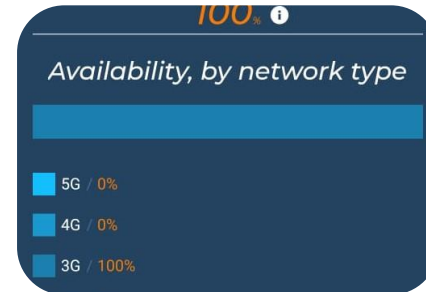 100%
Availability, by network type
5G / 0%
4G / 0%
3G / 100%